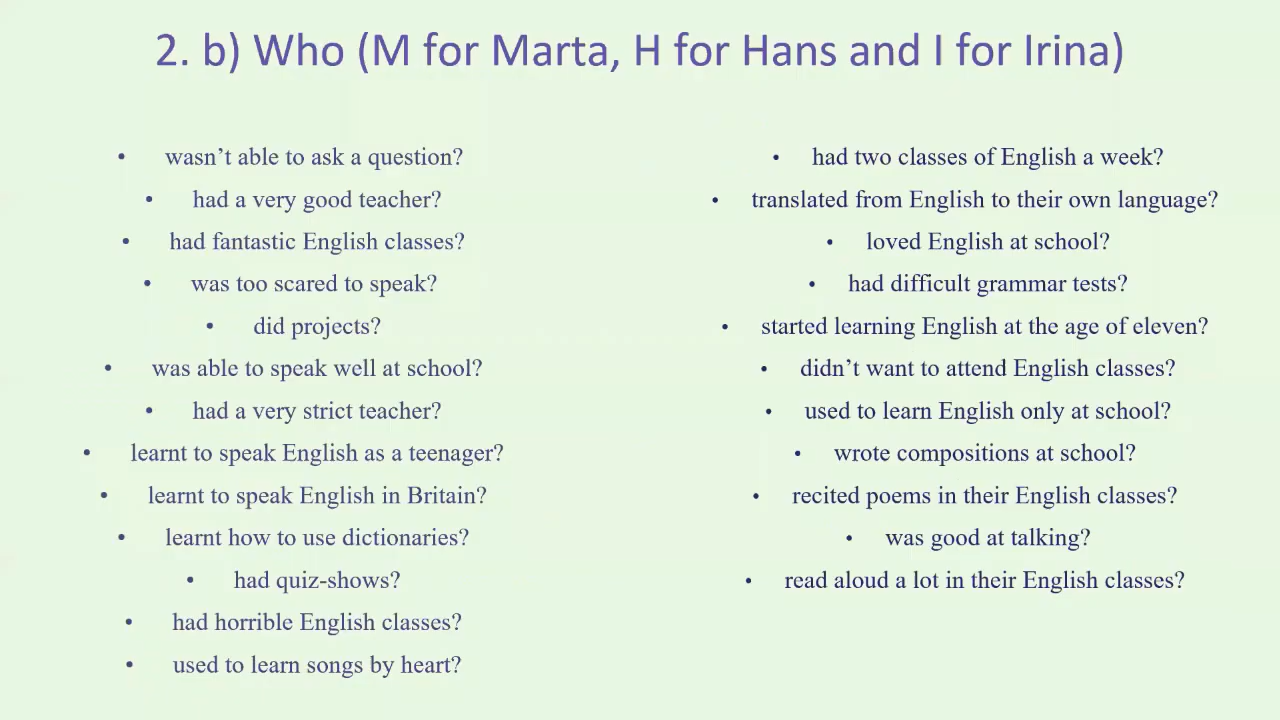 2. b) Who (M for Marta, H for Hans and I for Irina)
• wasn’t able to ask a question?
• had a very good teacher?
• had fantastic English classes?
• was too scared to speak?
• did projects?
• was able to speak well at school?
• had a very strict teacher?
• learnt to speak English as a teenager?
• learnt to speak English in Britain?
• learnt how to use dictionaries?
• had quiz-shows?
• had horrible English classes?
• used to learn songs by heart?
• had two classes of English a week?
• translated from English to their own language?
• loved English at school?
• had difficult grammar tests?
• started learning English at the age of eleven?
• didn’t want to attend English classes?
• used to learn English only at school?
• wrote compositions at school?
• recited poems in their English classes?
• was good at talking?
• read aloud a lot in their English classes?